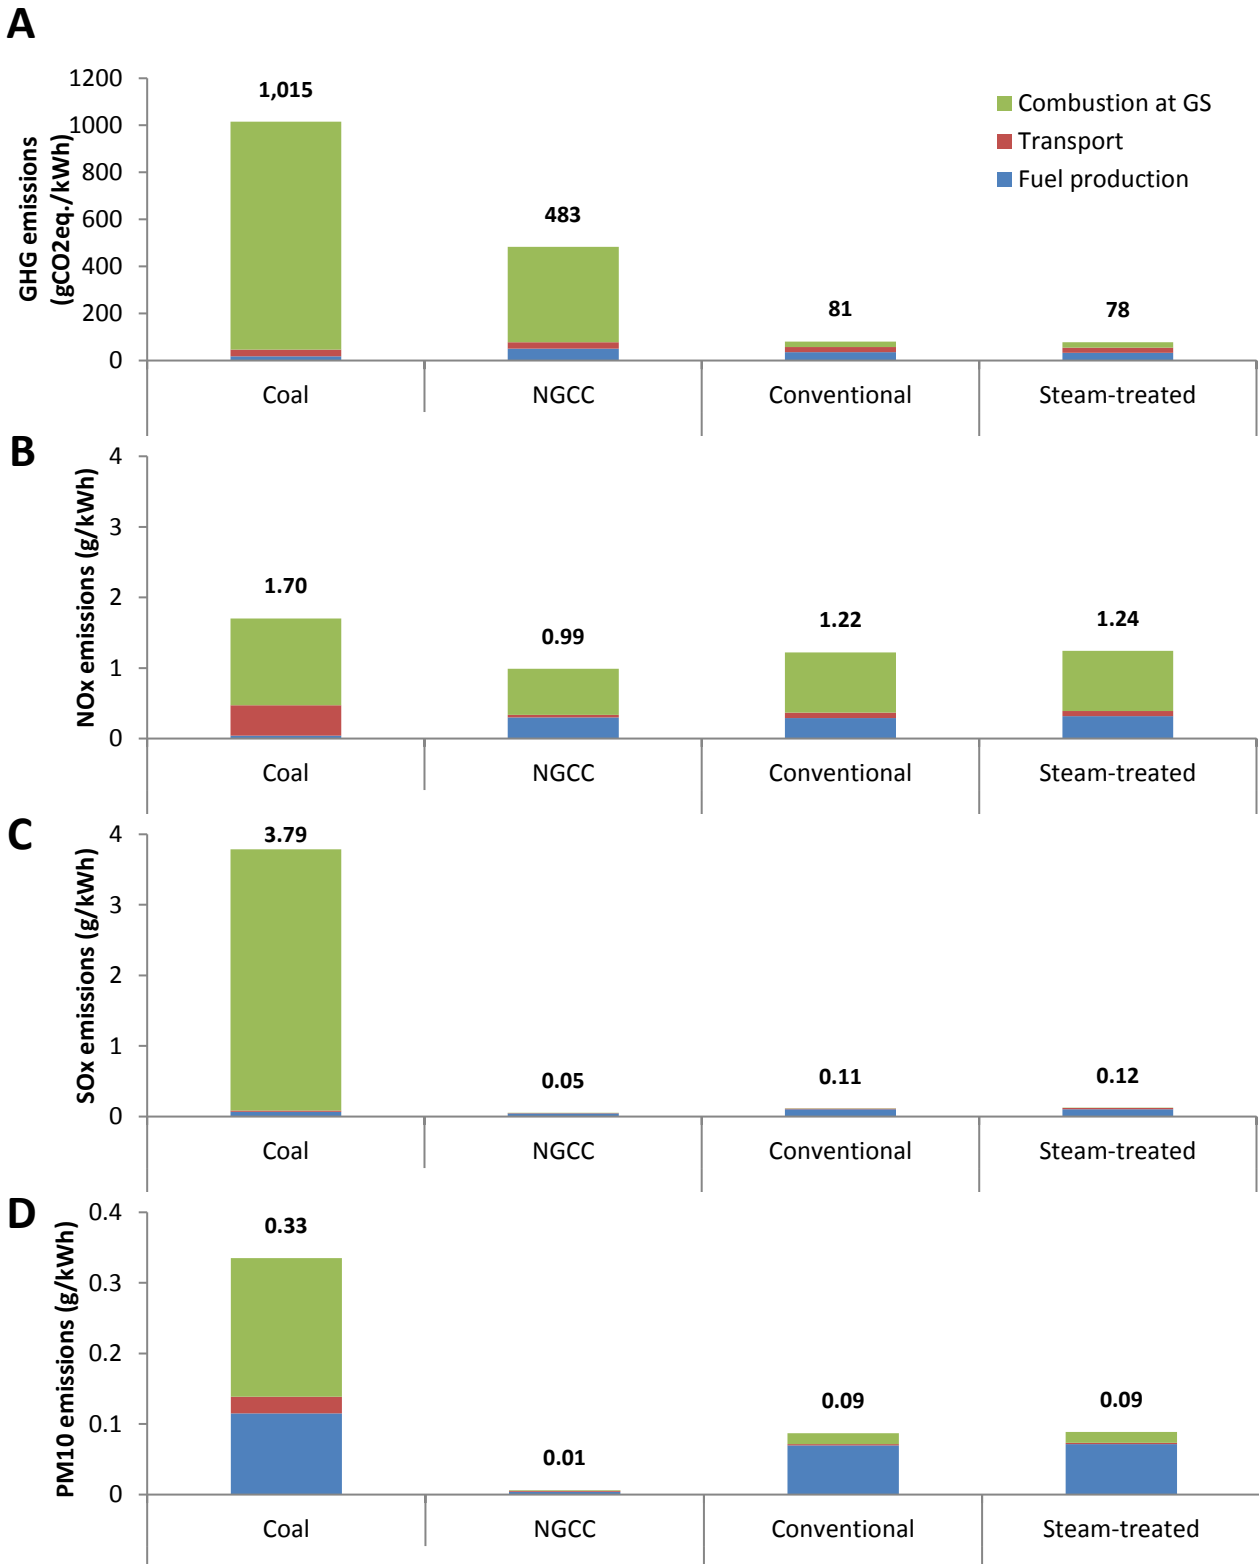 A
GHG emissions
(gCO2eq./kWh)
1200
1000
800
600
400
200
0
1,015
483
81
78
Combustion at GS
Transport
Fuel production
Coal
NGCC
Conventional
Steam-treated
B
NOx emissions (g/kWh)
4
3
2
1
0
1.70
0.99
1.22
1.24
Coal
NGCC
Conventional
Steam-treated
C
SOx emissions (g/kWh)
4
3
2
1
0
3.79
0.05
0.11
0.12
Coal
NGCC
Conventional
Steam-treated
D
PM10 emissions (g/kWh)
0.4
0.3
0.2
0.1
0
0.33
0.01
0.09
0.09
Coal
NGCC
Conventional
Steam-treated